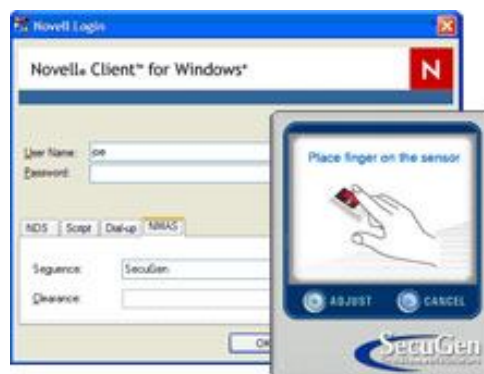 Novell Login
Novell® Client™ for Windows*
N
User Name: joe
Password:
NDS Script Dial-up NMAS
Sequence: SecuGen
Clearance:
Place finger on the sensor
ADJUST CANCEL
SecuGen